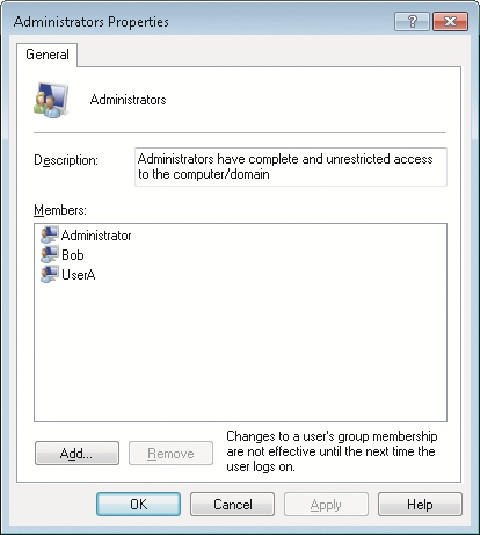 Administrators Properties
General
Administrators
Description:
Administrators have complete and unrestricted access
to the computer/domain
Members:
Administrator
Bob
UserA
Add...
Remove
Changes to a user's group membership
are not effective until the next time the
user logs on.
OK
Cancel
Apply
Help